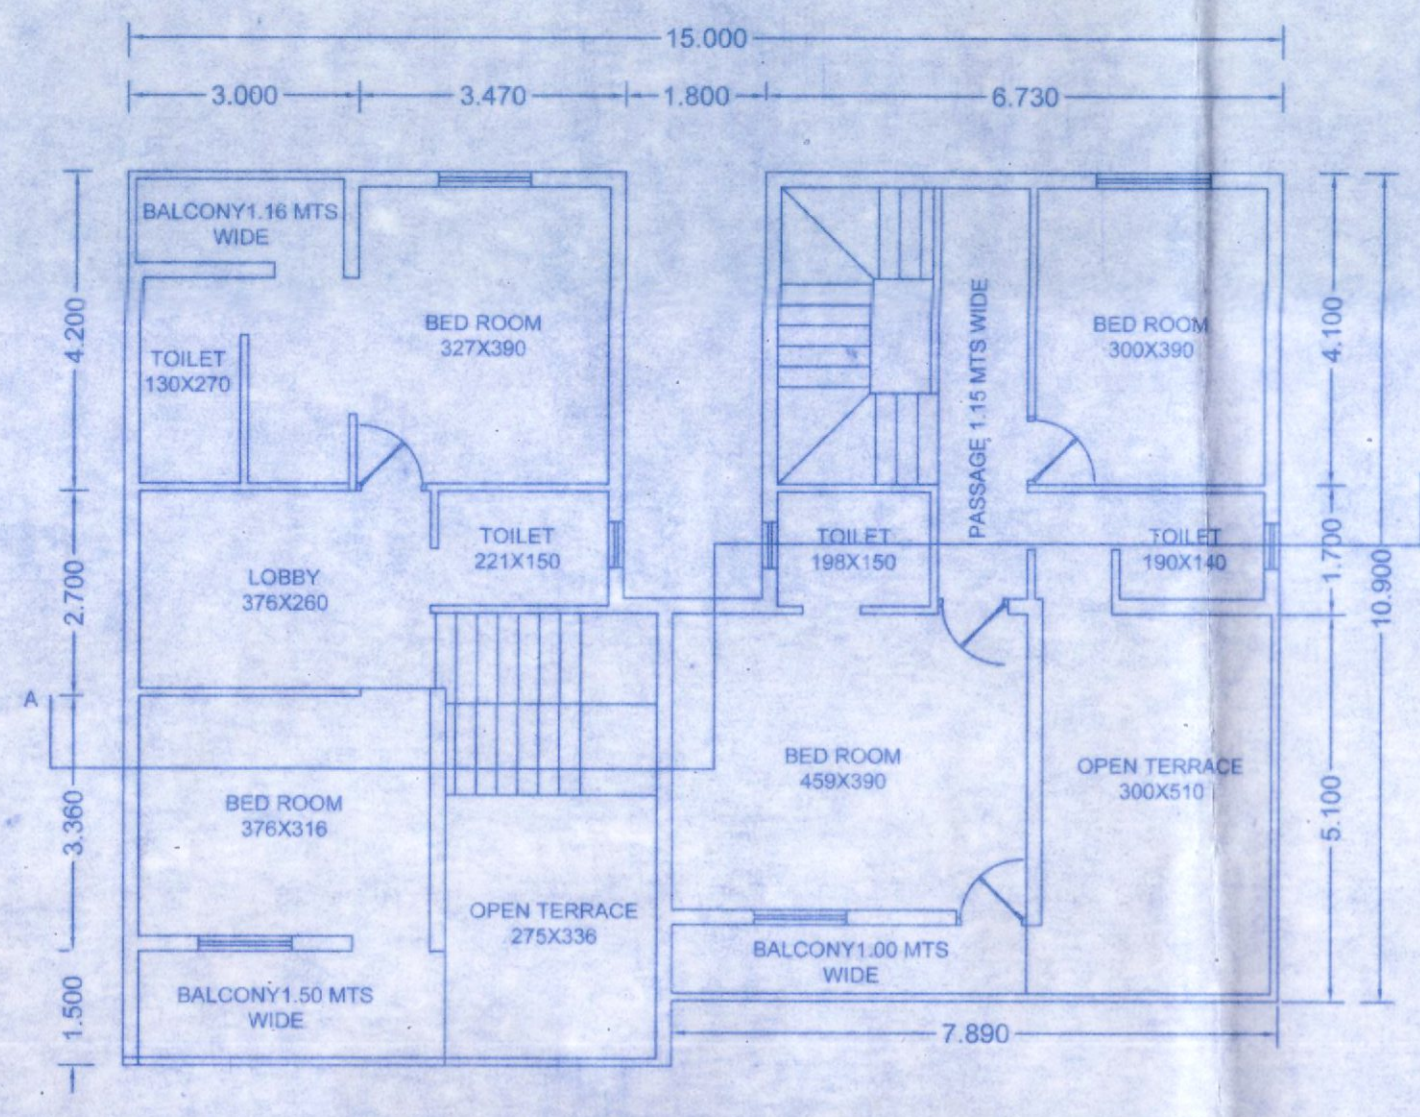 15.000
3.000
3.470
1.800
6.730
BALCONY1.16 MTS
WIDE
4.200
BED ROOM
327X390
TOILET
130X270
PASSAGE 1.15 MTS WIDE
BED ROOM
300X390
4.100
10.900
LOBBY
376X260
2.700
TOILET
221X150
TOILET
198X150
TOILET
190X140
1.700
A
BED ROOM
376X316
3.360
BED ROOM
459X390
OPEN TERRACE
300X510
5.100
OPEN TERRACE
275X336
BALCONY1.50 MTS
WIDE
1.500
BALCONY1.00 MTS
WIDE
7.890